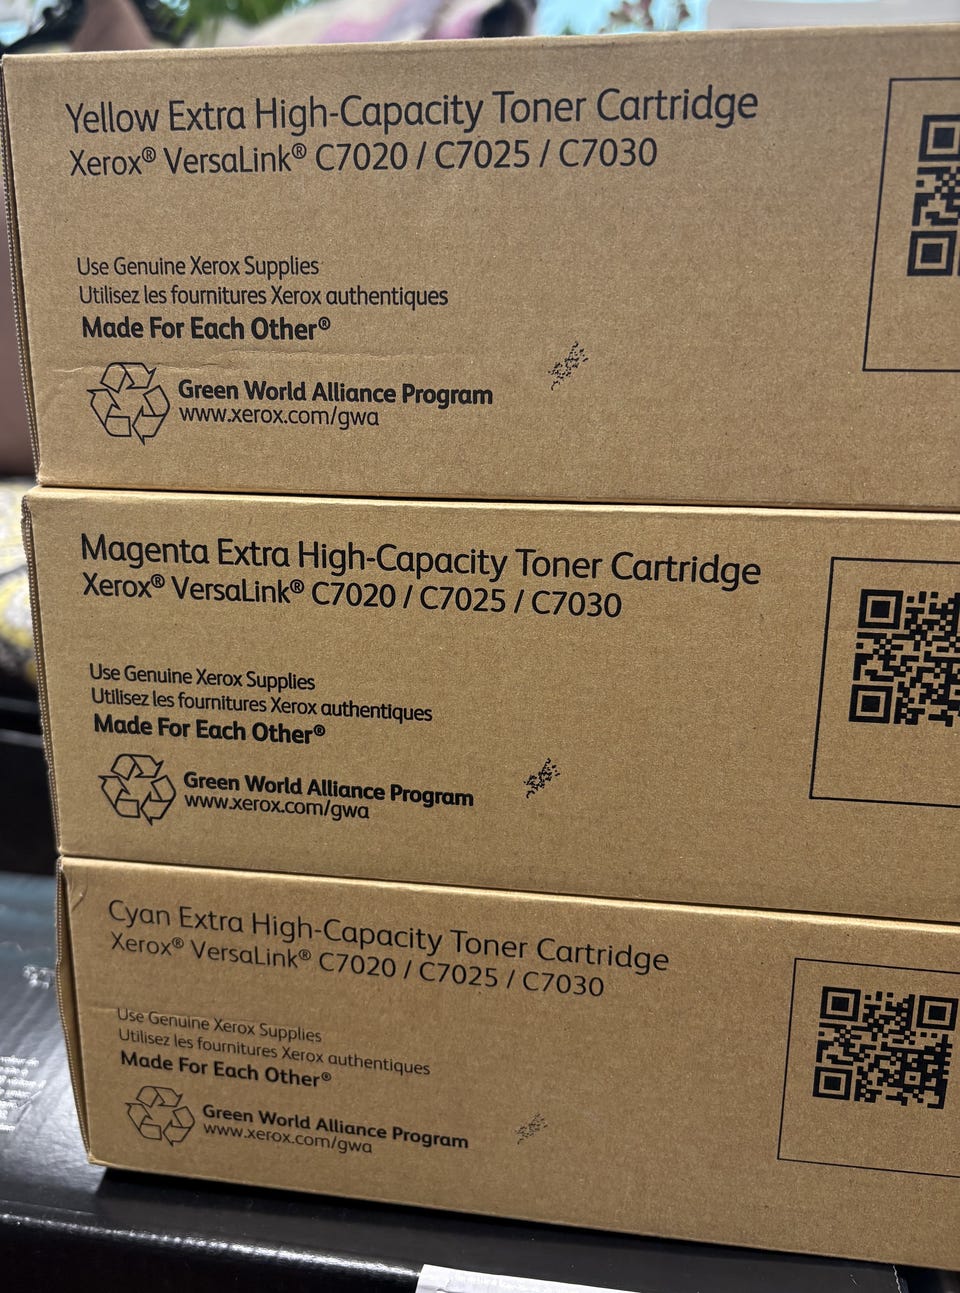 Yellow Extra High-Capacity Toner Cartridge
Xerox® VersaLink® C7020 / C7025 / C7030
Use Genuine Xerox Supplies
Utilisez les fournitures Xerox authentiques
Made For Each Other®
Green World Alliance Program
www.xerox.com/gwa
Magenta Extra High-Capacity Toner Cartridge
Xerox® VersaLink® C7020 / C7025 / C7030
Use Genuine Xerox Supplies
Utilisez les fournitures Xerox authentiques
Made For Each Other®
Green World Alliance Program
www.xerox.com/gwa
Cyan Extra High-Capacity Toner Cartridge
Xerox® VersaLink® C7020 / C7025 / C7030
Use Genuine Xerox Supplies
Utilisez les fournitures Xerox authentiques
Made For Each Other®
Green World Alliance Program
www.xerox.com/gwa